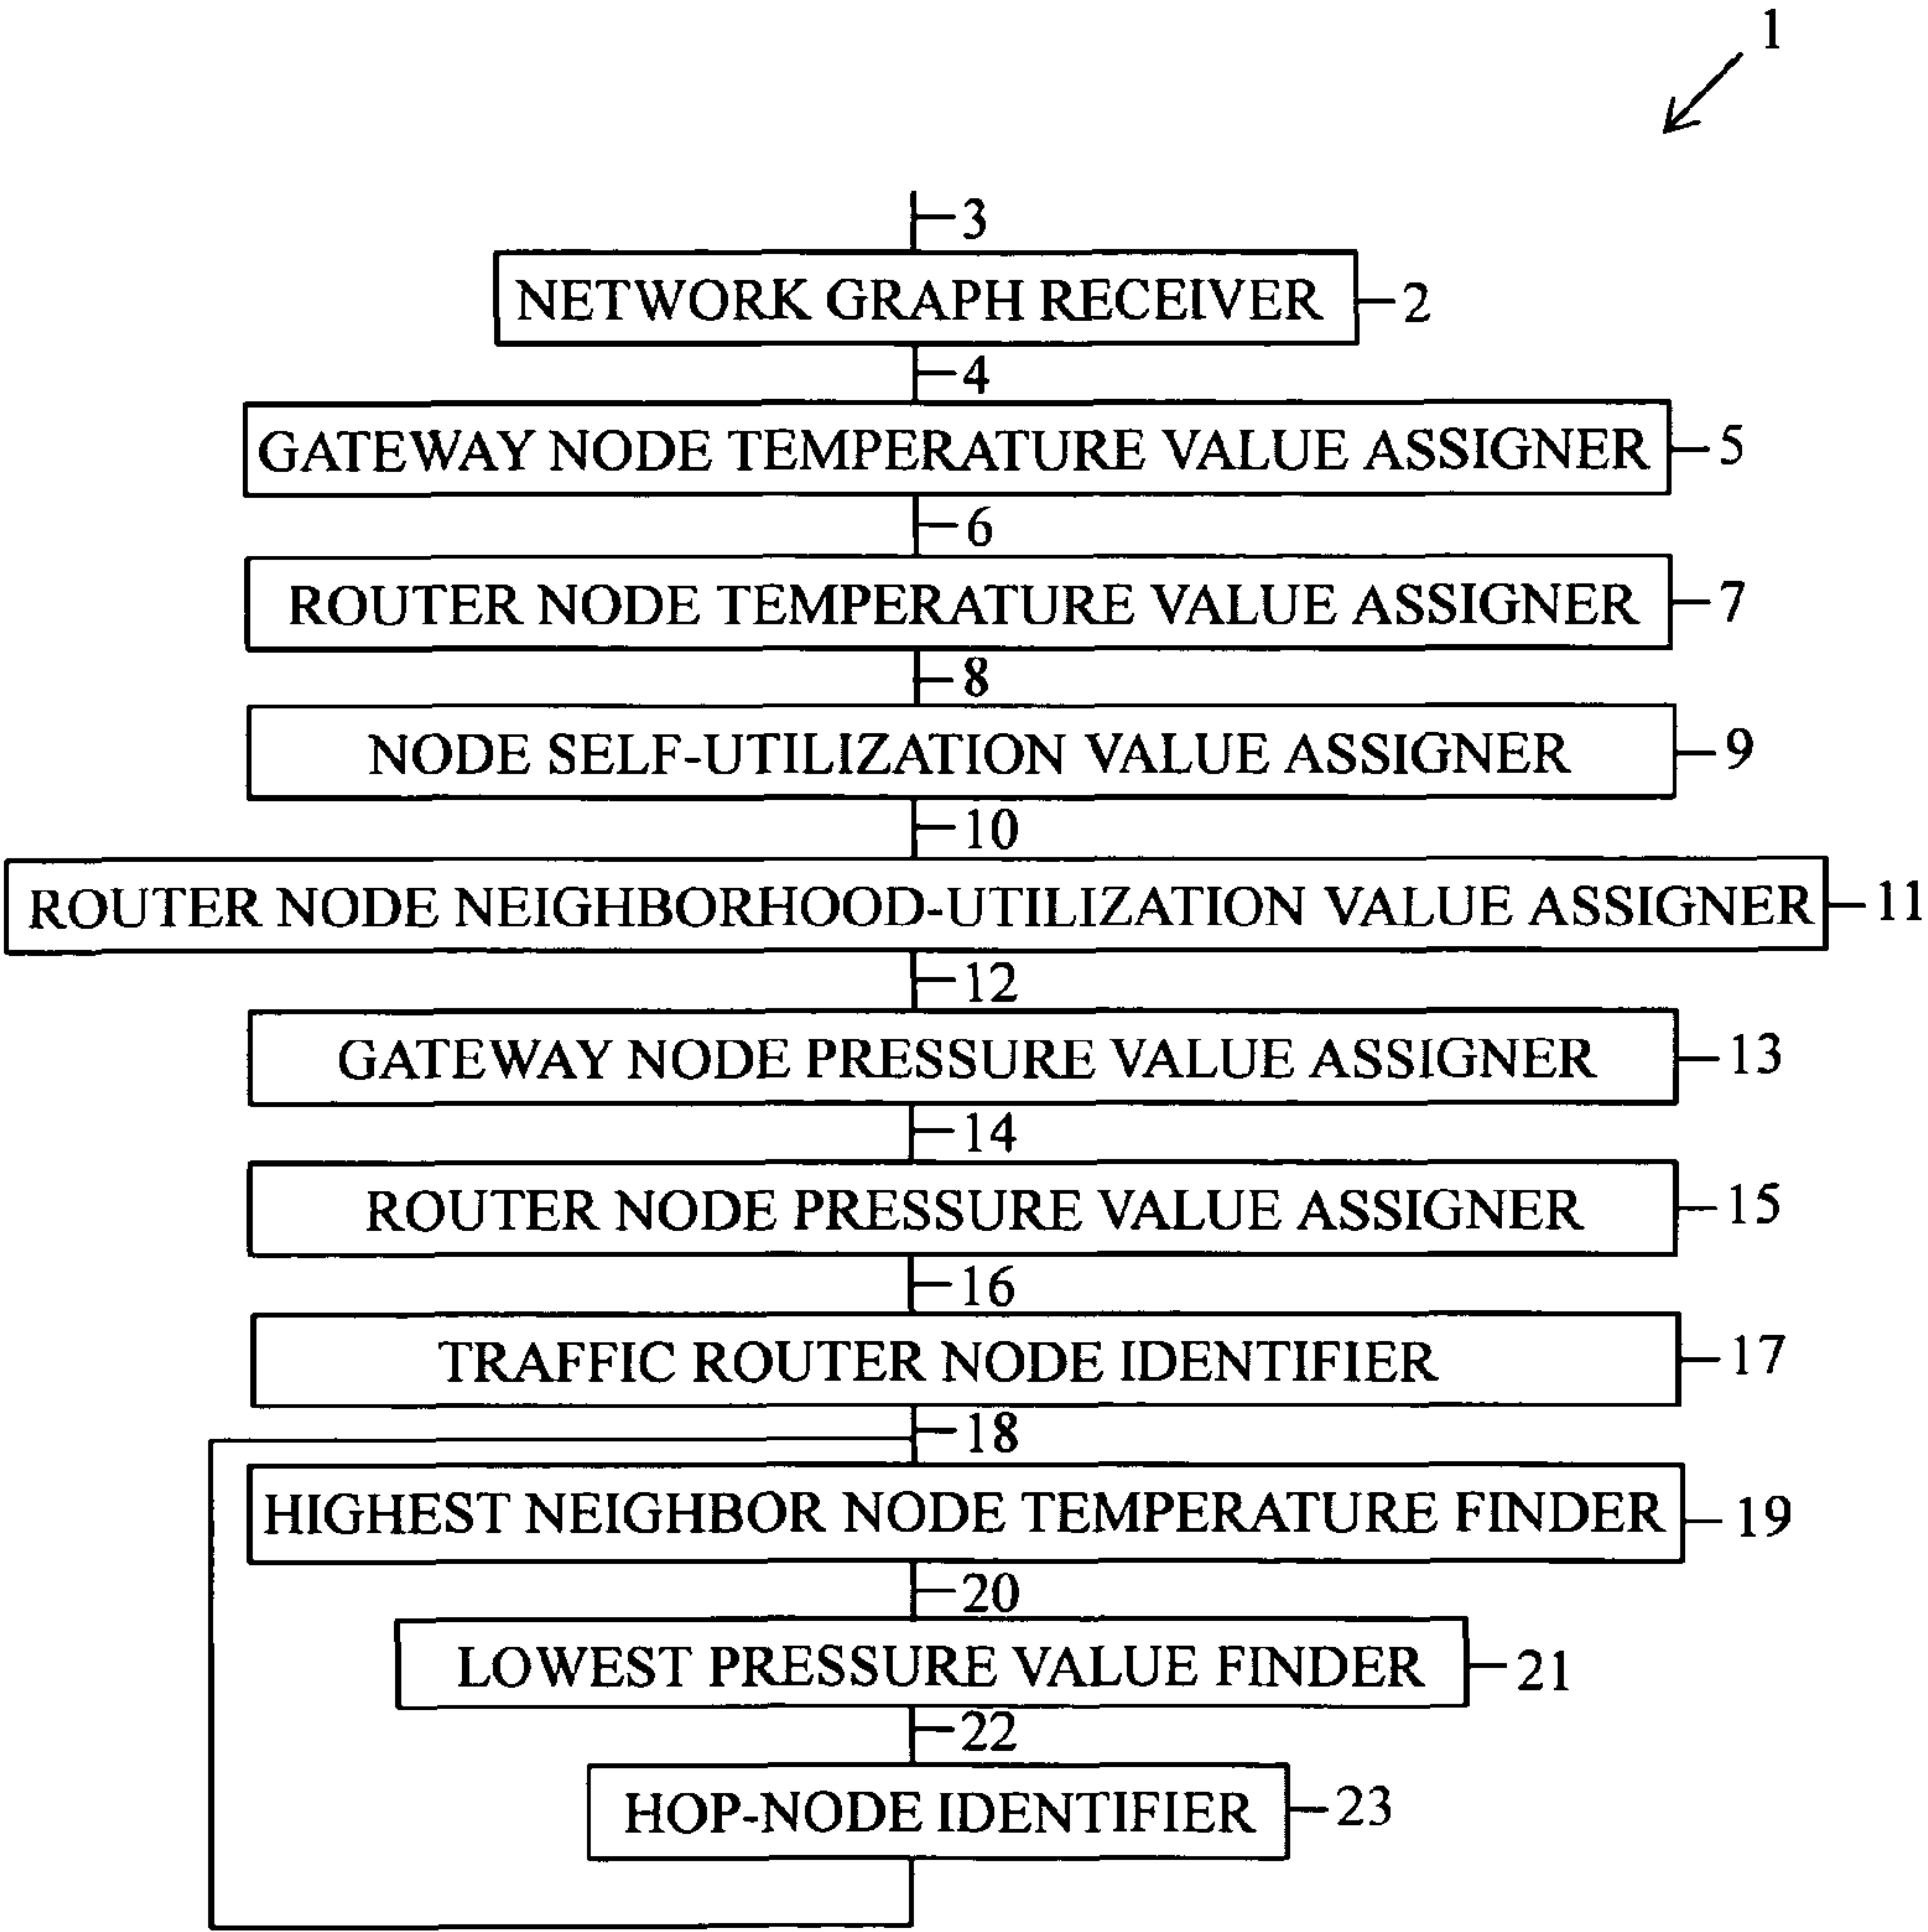 1
3
NETWORK GRAPH RECEIVER 2
4
GATEWAY NODE TEMPERATURE VALUE ASSIGNER 5
6
ROUTER NODE TEMPERATURE VALUE ASSIGNER 7
8
NODE SELF-UTILIZATION VALUE ASSIGNER 9
10
ROUTER NODE NEIGHBORHOOD-UTILIZATION VALUE ASSIGNER 11
12
GATEWAY NODE PRESSURE VALUE ASSIGNER 13
14
ROUTER NODE PRESSURE VALUE ASSIGNER 15
16
TRAFFIC ROUTER NODE IDENTIFIER 17
18
HIGHEST NEIGHBOR NODE TEMPERATURE FINDER 19
20
LOWEST PRESSURE VALUE FINDER 21
22
HOP-NODE IDENTIFIER 23